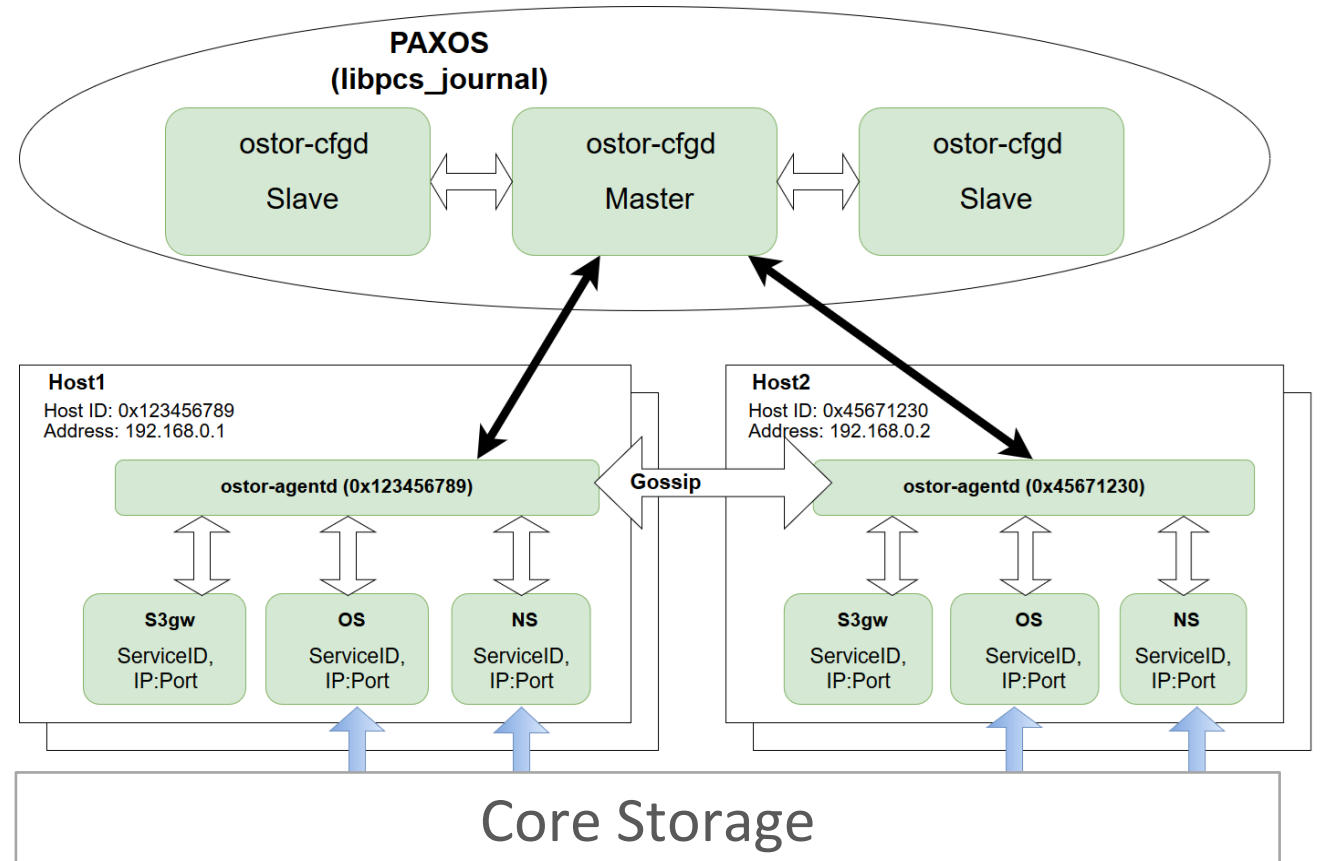 PAXOS
(libpcs_journal)
ostor-cfgd
Slave
ostor-cfgd
Master
ostor-cfgd
Slave
Host1
Host ID: 0x123456789
Address: 192.168.0.1
ostor-agentd (0x123456789)
S3gw
ServiceID,
IP:Port
OS
ServiceID,
IP:Port
NS
ServiceID,
IP:Port
Gossip
Host2
Host ID: 0x45671230
Address: 192.168.0.2
ostor-agentd (0x45671230)
S3gw
ServiceID,
IP:Port
OS
ServiceID,
IP:Port
NS
ServiceID,
IP:Port
Core Storage